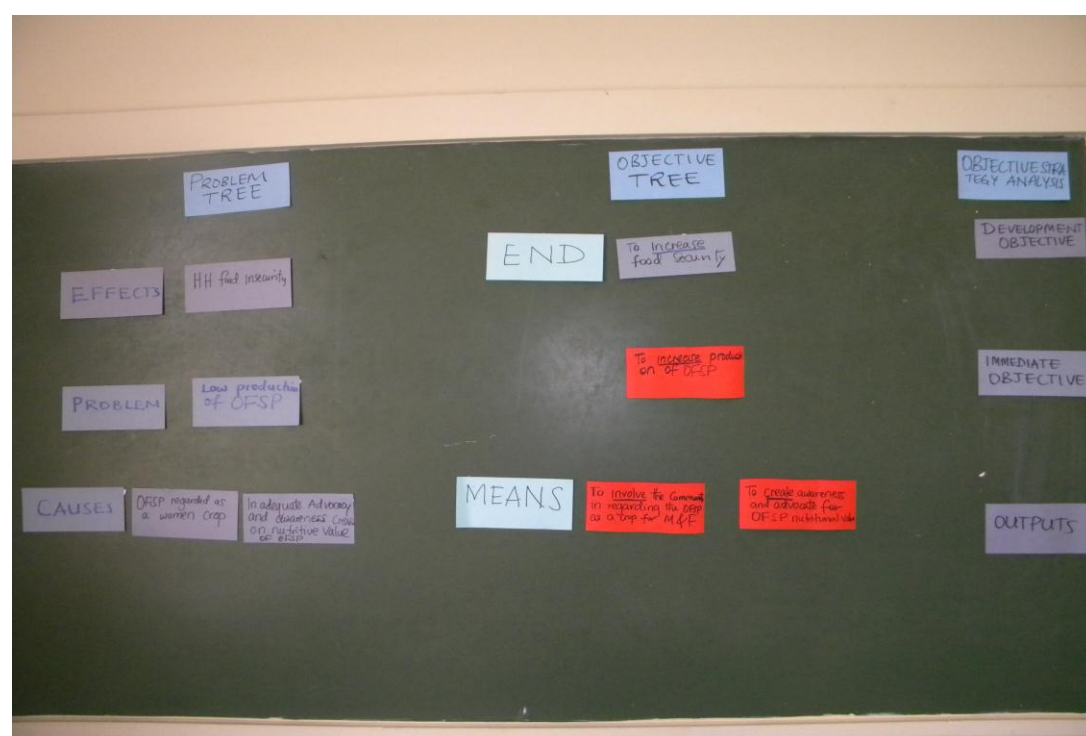 PROBLEM
TREE
OBJECTIVE
TREE
OBJECTIVE STRA
TEGY ANALYSIS
EFFECTS
HH food insecurity
END
To increase
food Security
DEVELOPMENT
OBJECTIVE
PROBLEM
Low production
of OFSP
To increase produc
on of OFSP
IMMEDIATE
OBJECTIVE
CAUSES
OFSP regarded as
a women crop
In adequate Advocacy
and awareness
on nutritive value
OF OFSP
MEANS
To Involve the
in regarding the OFSP
as a crop for M&F
To create awareness
and advocate for
OFSP nutritional value
OUTPUTS